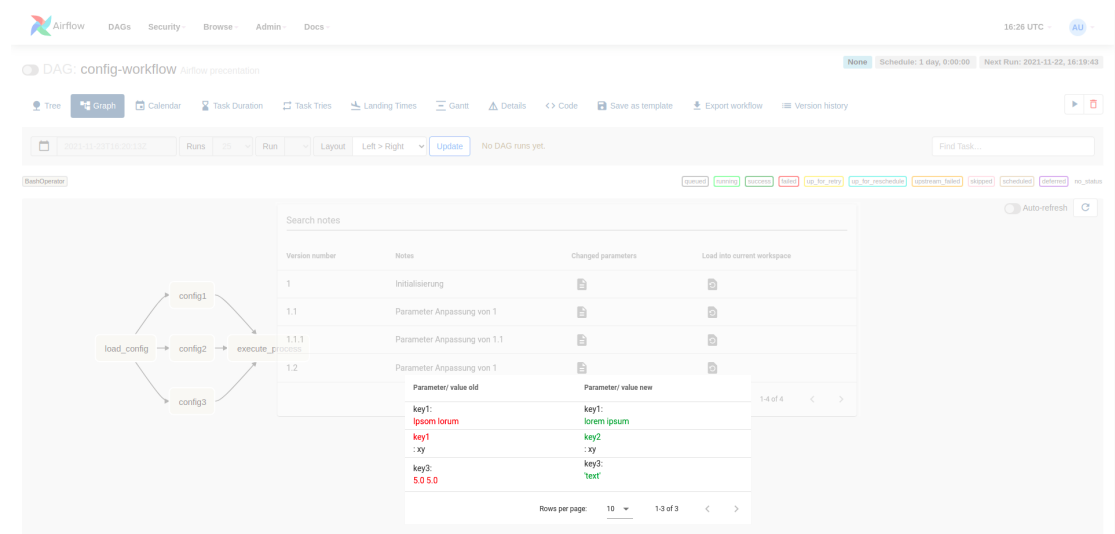 Airflow DAGs Security Browse Admin Docs 16:26 UTC AU
DAG: config-workflow Airflow presentation None Schedule: 1 day, 0:00:00 Next Run: 2021-11-22, 16:19:43
Tree Graph Calendar Task Duration Task Tries Landing Times Gantt Details Code Save as template Export workflow Version history
Runs 25 Run Layout Left > Right Update No DAG runs yet. Find Task...
BashOperator queued running success failed up_for_retry up_for_reschedule upstream_failed skipped scheduled deferred no_status
Auto-refresh
load_config
config1
config2
config3
execute_process
Search notes
Version number Notes Changed parameters Load into current workspace
1 Initialisierung
1.1 Parameter Anpassung von 1
1.1.1 Parameter Anpassung von 1.1
1.2 Parameter Anpassung von 1
1-4 of 4
Parameter/ value old Parameter/ value new
key1: key1:
Ipsom lorum lorem ipsum
key1 key2
: xy : xy
key3: key3:
5.0 5.0 'text'
Rows per page: 10 1-3 of 3